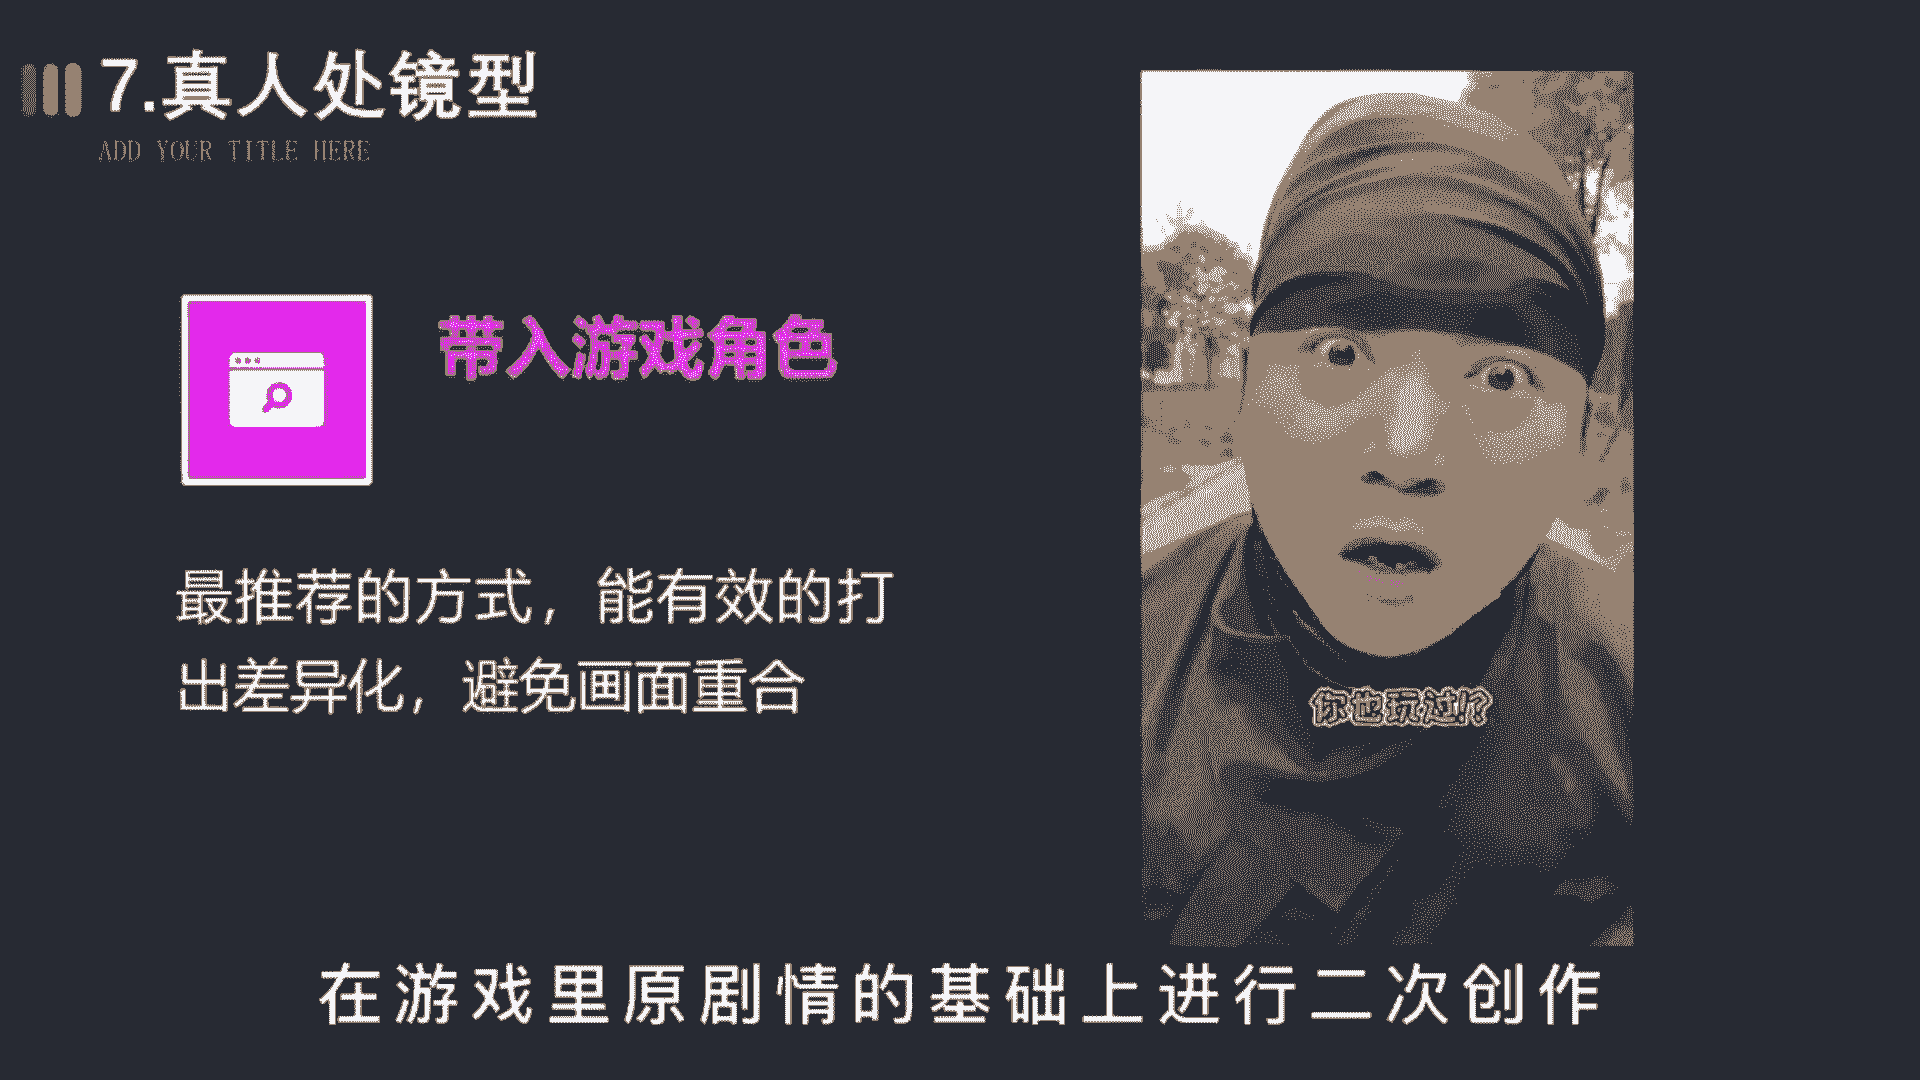 7.真人处镜型
ADD YOUR TITLE HERE
带入游戏角色
最推荐的方式，能有效的打
出差异化，避免画面重合
你也玩过!?
在游戏里原剧情的基础上进行二次创作